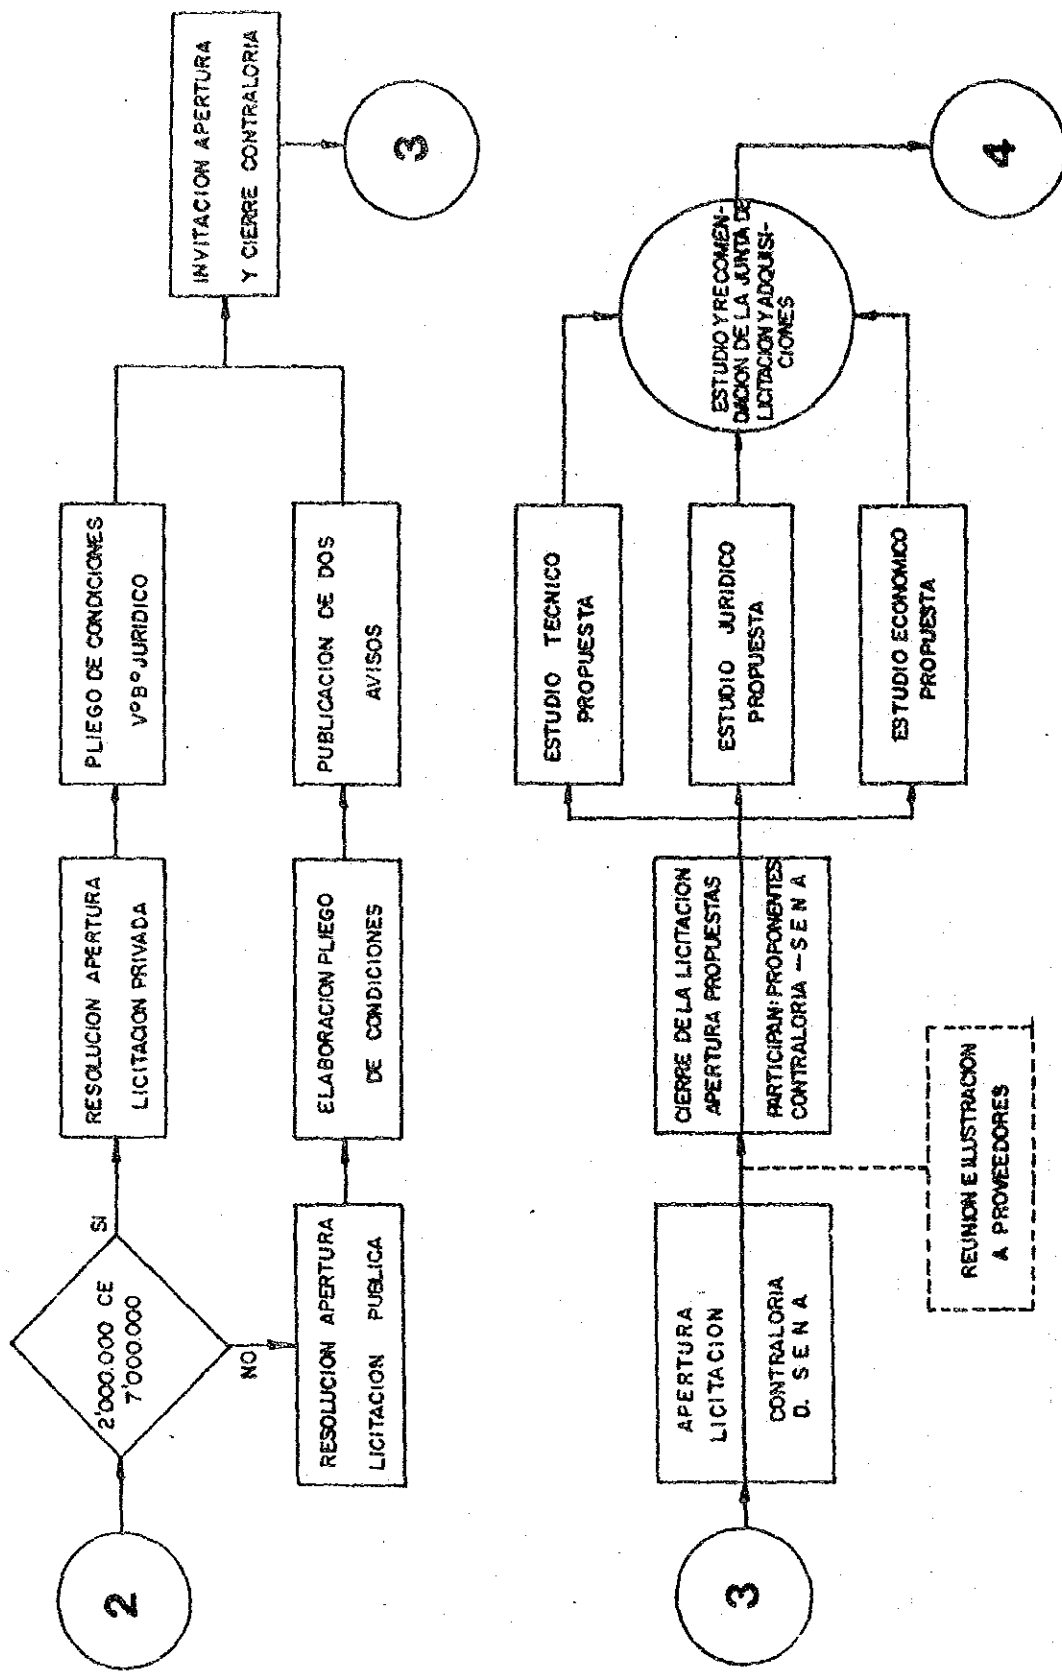 2
2'000.000 CE
7'000.000
SI
NO
RESOLUCION APERTURA
LICITACION PRIVADA
PLIEGO DE CONDICIONES
VºBº JURIDICO
RESOLUCION APERTURA
LICITACION PUBLICA
ELABORACION PLIEGO
DE CONDICIONES
PUBLICACION DE DOS
AVISOS
INVITACION APERTURA
Y CIERRE CONTRALORIA
3
3
APERTURA
LICITACION
CONTRALORIA
D. SENA
REUNION E ILUSTRACION
A PROVEEDORES
CIERRE DE LA LICITACION
APERTURA PROPUESTAS
PARTICIPAN: PROPONENTES
CONTRALORIA -- SENA
ESTUDIO TECNICO
PROPUESTA
ESTUDIO JURIDICO
PROPUESTA
ESTUDIO ECONOMICO
PROPUESTA
ESTUDIO Y RECOMEN-
DACION DE LA JUNTA DE
LICITACION Y ADQUISI-
CIONES
4